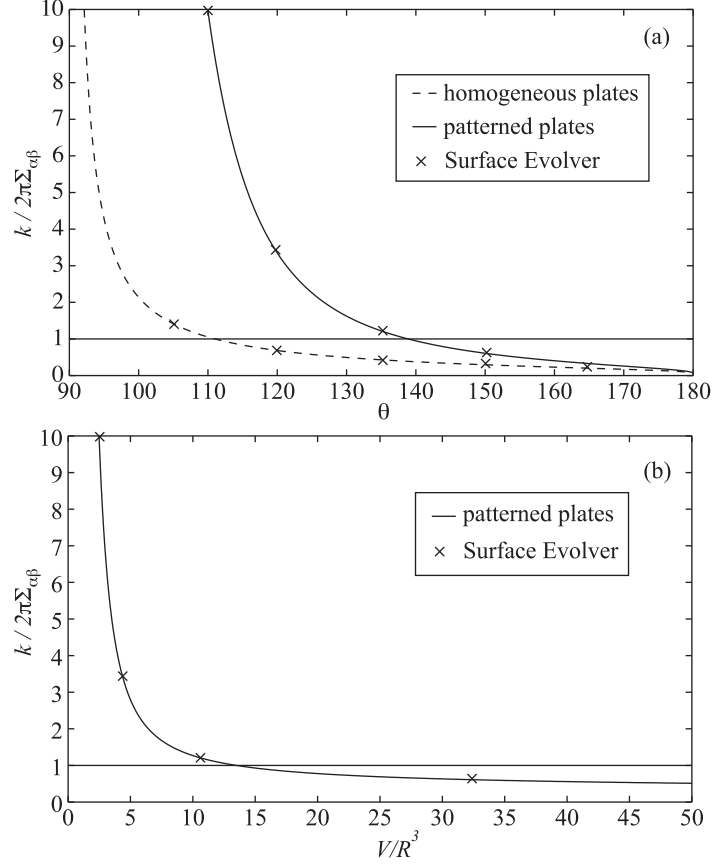 10
(a)
9
8
homogeneous plates
7
patterned plates
6
Surface Evolver
k / 2πΣαβ
5
4
3
2
1
0
90 100 110 120 130 140 150 160 170 180
θ
10
(b)
9
8
patterned plates
7
Surface Evolver
6
k / 2πΣαβ
5
4
3
2
1
0
0 5 10 15 20 25 30 35 40 45 50
V/R³